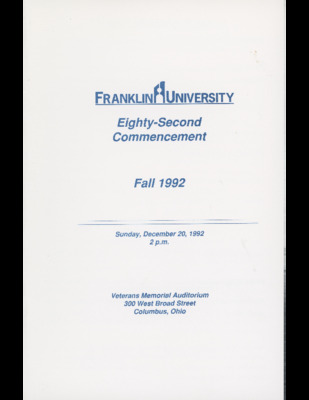 FRANKLIN UNIVERSITY
Eighty-Second
Commencement
Fall 1992
Sunday, December 20, 1992
2 p.m.
Veterans Memorial Auditorium
300 West Broad Street
Columbus, Ohio